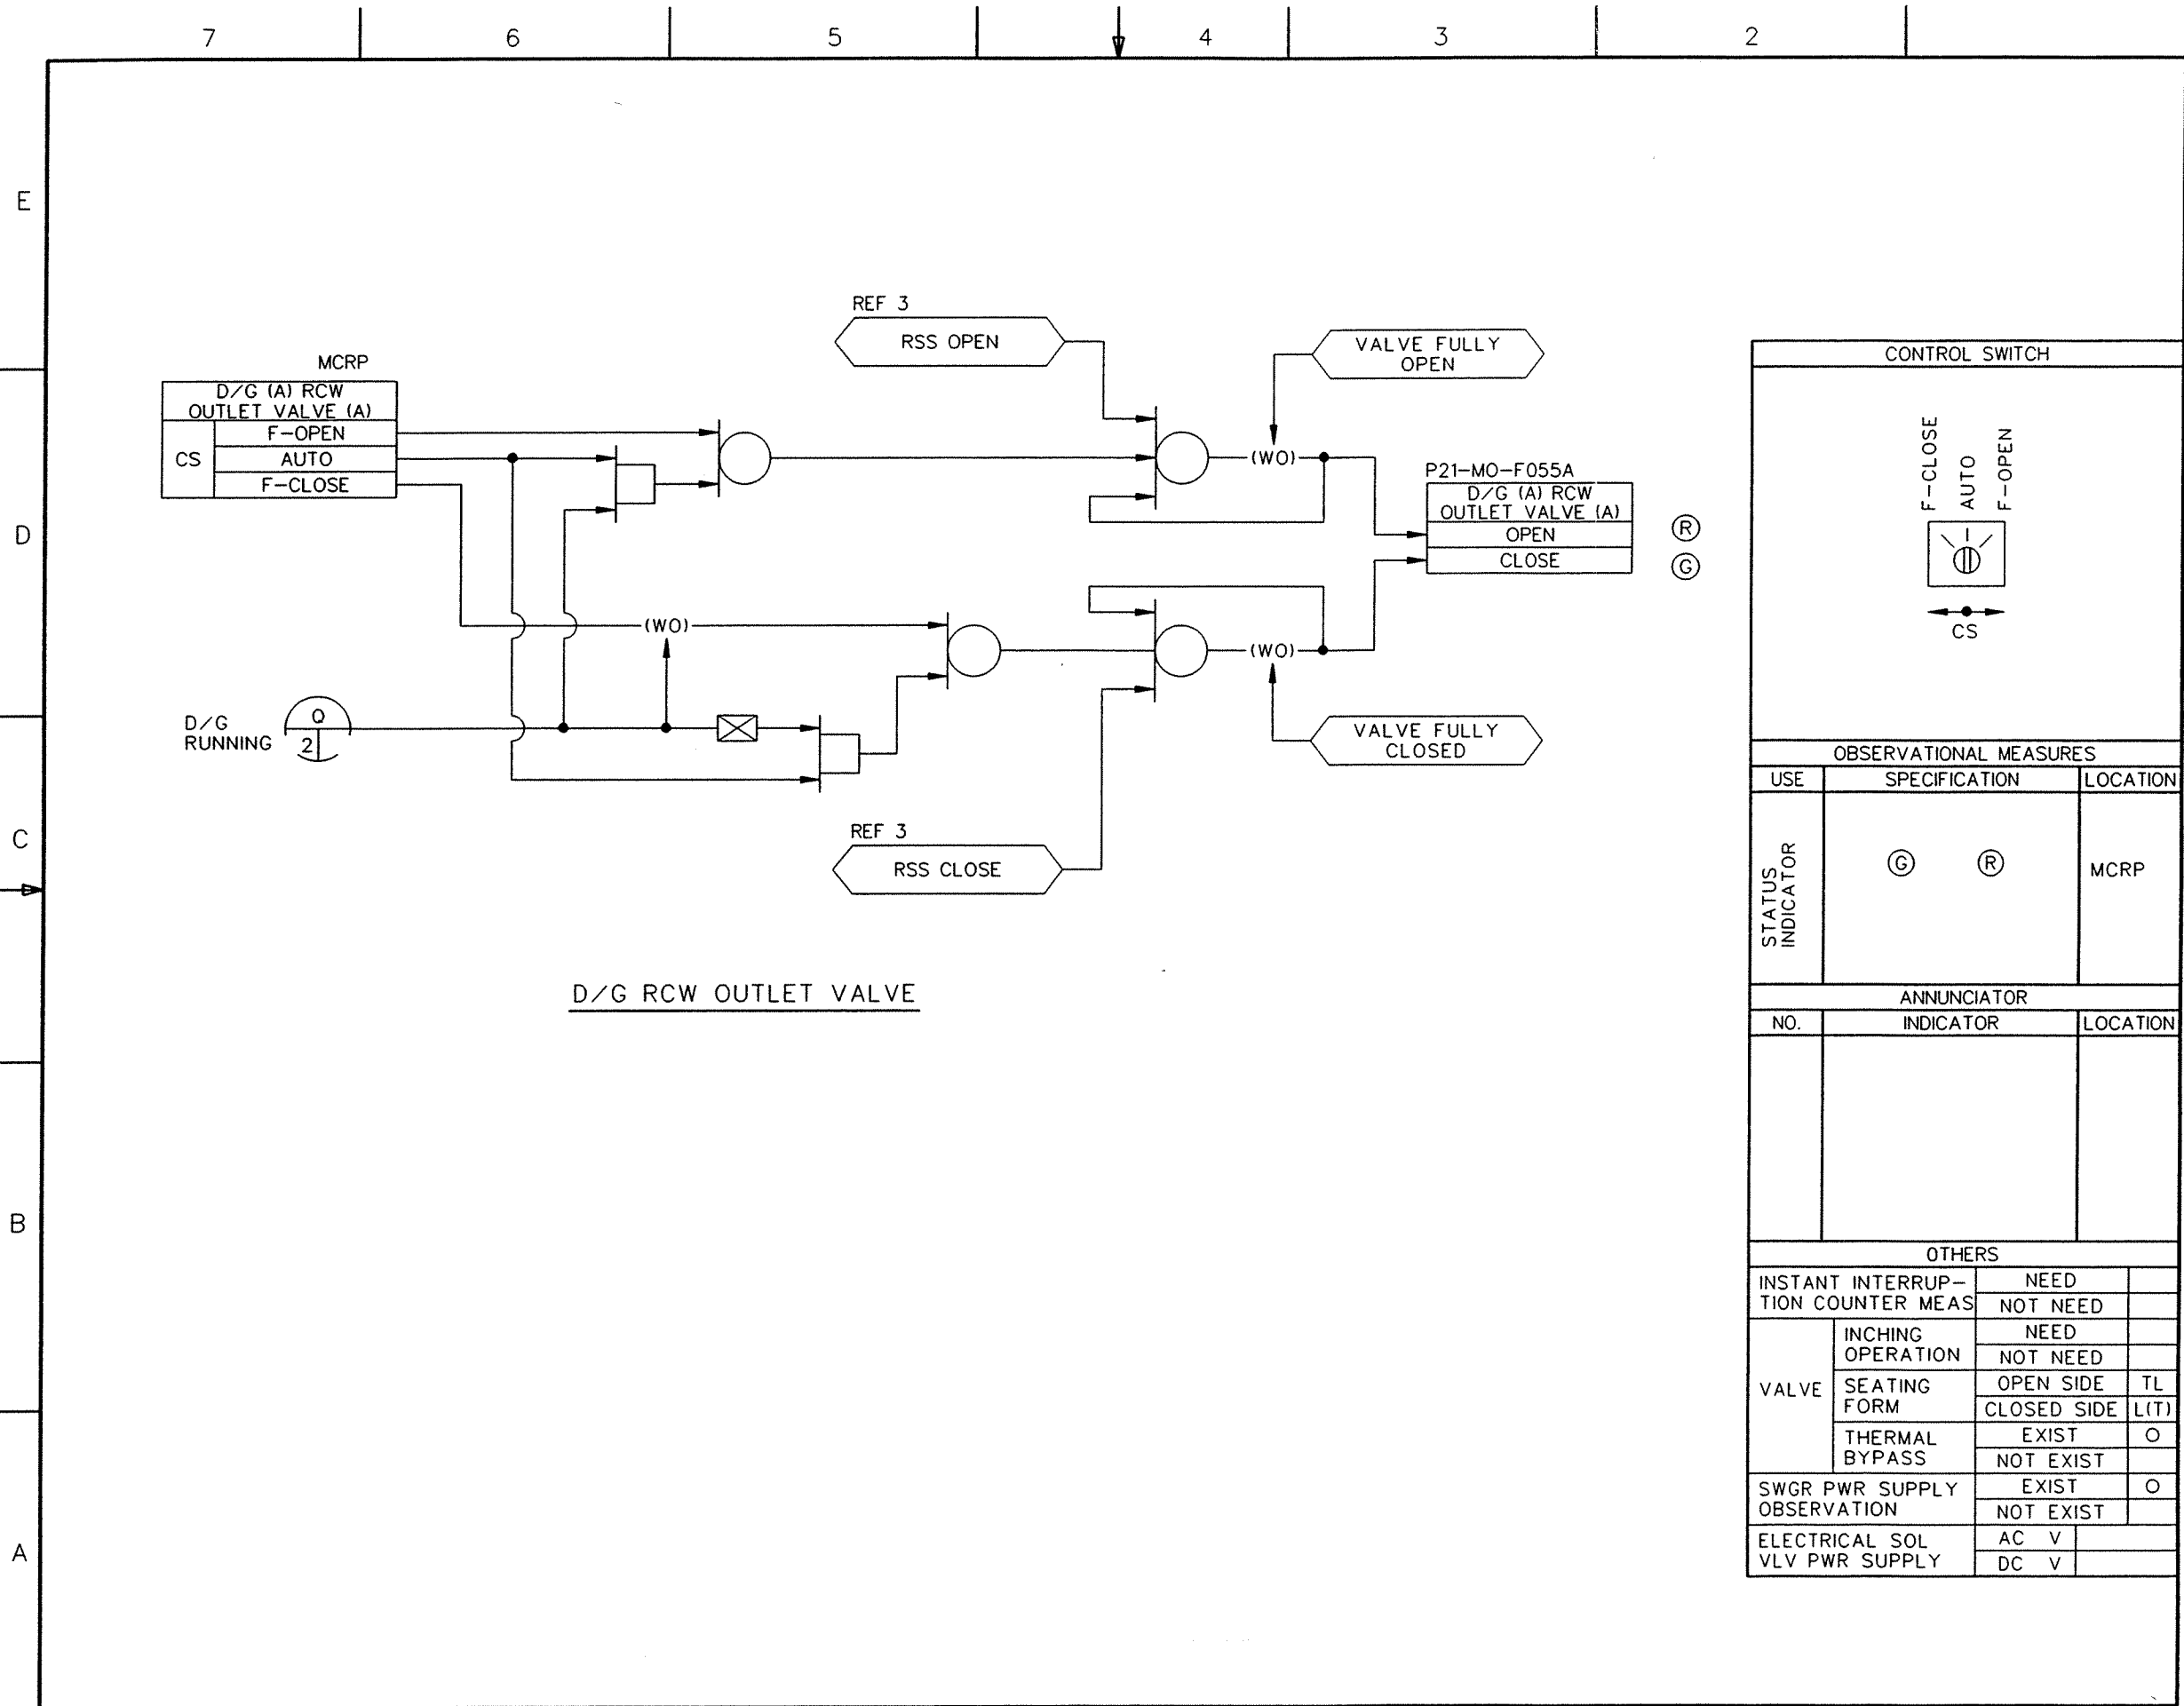 7 6 5 4 3 2
E
D
C
B
A
REF 3
RSS OPEN
VALVE FULLY
OPEN
MCRP
D/G (A) RCW
OUTLET VALVE (A)
CS
F-OPEN
AUTO
F-CLOSE
(WO)
P21-MO-F055A
D/G (A) RCW
OUTLET VALVE (A)
OPEN
CLOSE
R
G
(WO)
(WO)
D/G
RUNNING
Q
2
VALVE FULLY
CLOSED
REF 3
RSS CLOSE
D/G RCW OUTLET VALVE
CONTROL SWITCH
F-CLOSE
AUTO
F-OPEN
CS
OBSERVATIONAL MEASURES
USE SPECIFICATION LOCATION
STATUS
INDICATOR
G R
MCRP
ANNUNCIATOR
NO. INDICATOR LOCATION
OTHERS
INSTANT INTERRUP-
TION COUNTER MEAS
NEED
NOT NEED
VALVE
INCHING
OPERATION
NEED
NOT NEED
SEATING
FORM
OPEN SIDE TL
CLOSED SIDE L(T)
THERMAL
BYPASS
EXIST O
NOT EXIST
SWGR PWR SUPPLY
OBSERVATION
EXIST O
NOT EXIST
ELECTRICAL SOL
VLV PWR SUPPLY
AC V
DC V